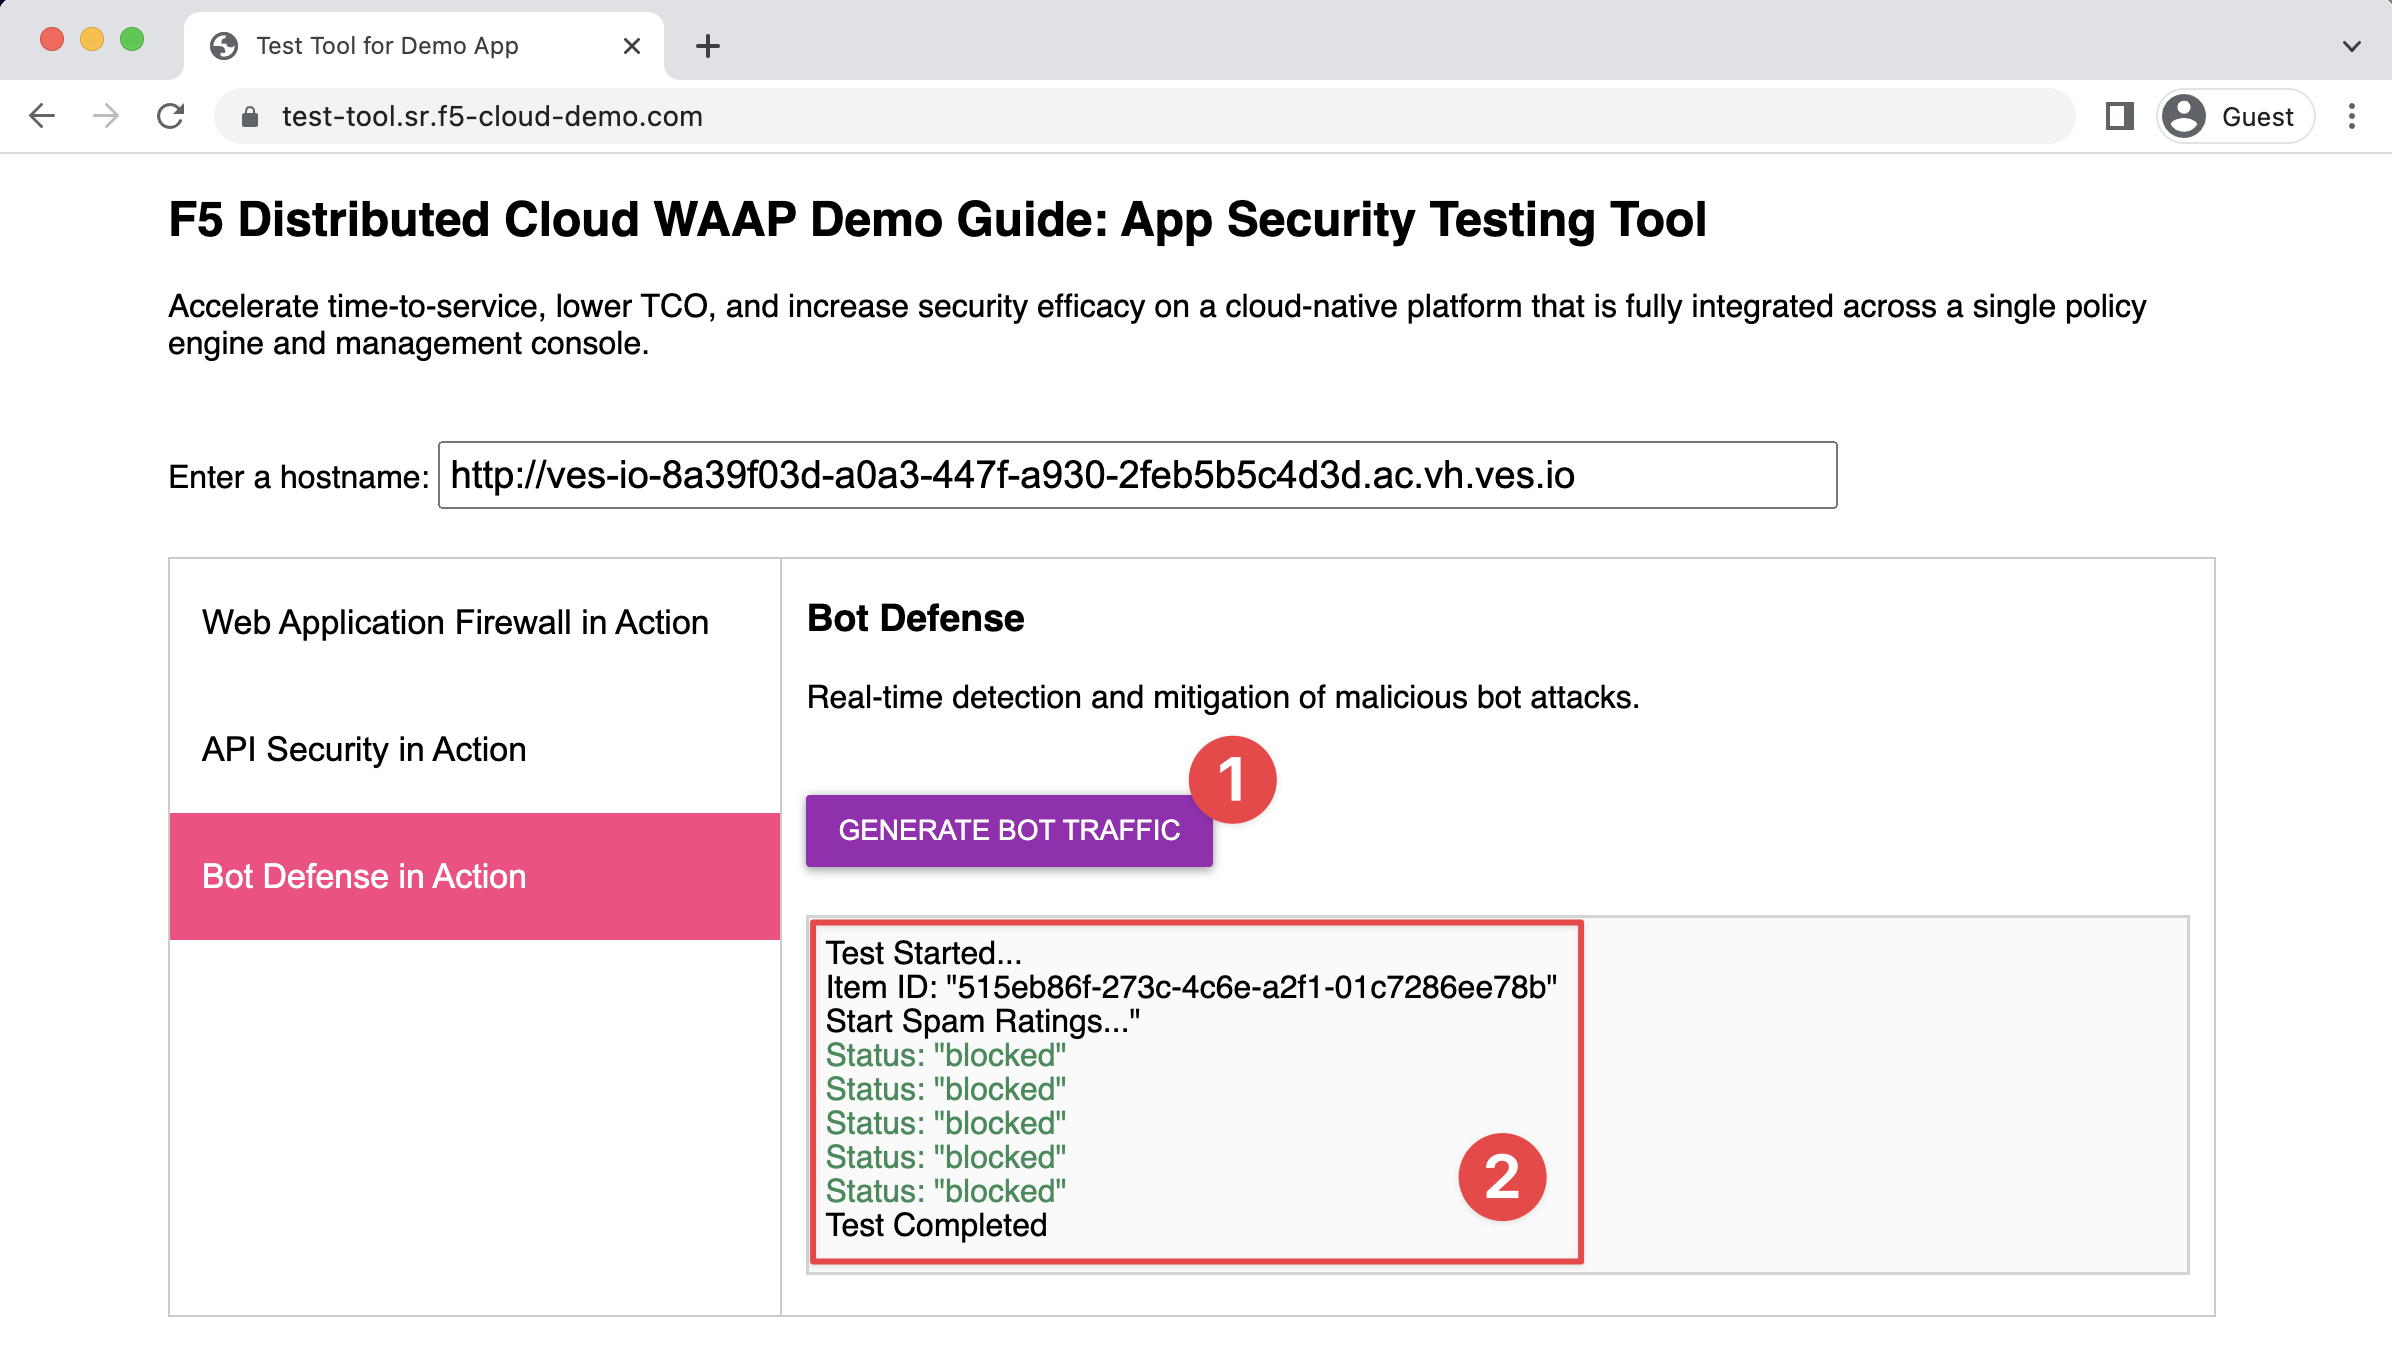 Test Tool for Demo App
test-tool.sr.f5-cloud-demo.com
Guest
F5 Distributed Cloud WAAP Demo Guide: App Security Testing Tool
Accelerate time-to-service, lower TCO, and increase security efficacy on a cloud-native platform that is fully integrated across a single policy
engine and management console.
Enter a hostname: http://ves-io-8a39f03d-a0a3-447f-a930-2feb5b5c4d3d.ac.vh.ves.io
Web Application Firewall in Action
API Security in Action
Bot Defense in Action
Bot Defense
Real-time detection and mitigation of malicious bot attacks.
1
GENERATE BOT TRAFFIC
Test Started...
Item ID: "515eb86f-273c-4c6e-a2f1-01c7286ee78b"
Start Spam Ratings..."
Status: "blocked"
Status: "blocked"
Status: "blocked"
Status: "blocked"
Status: "blocked"
2
Test Completed